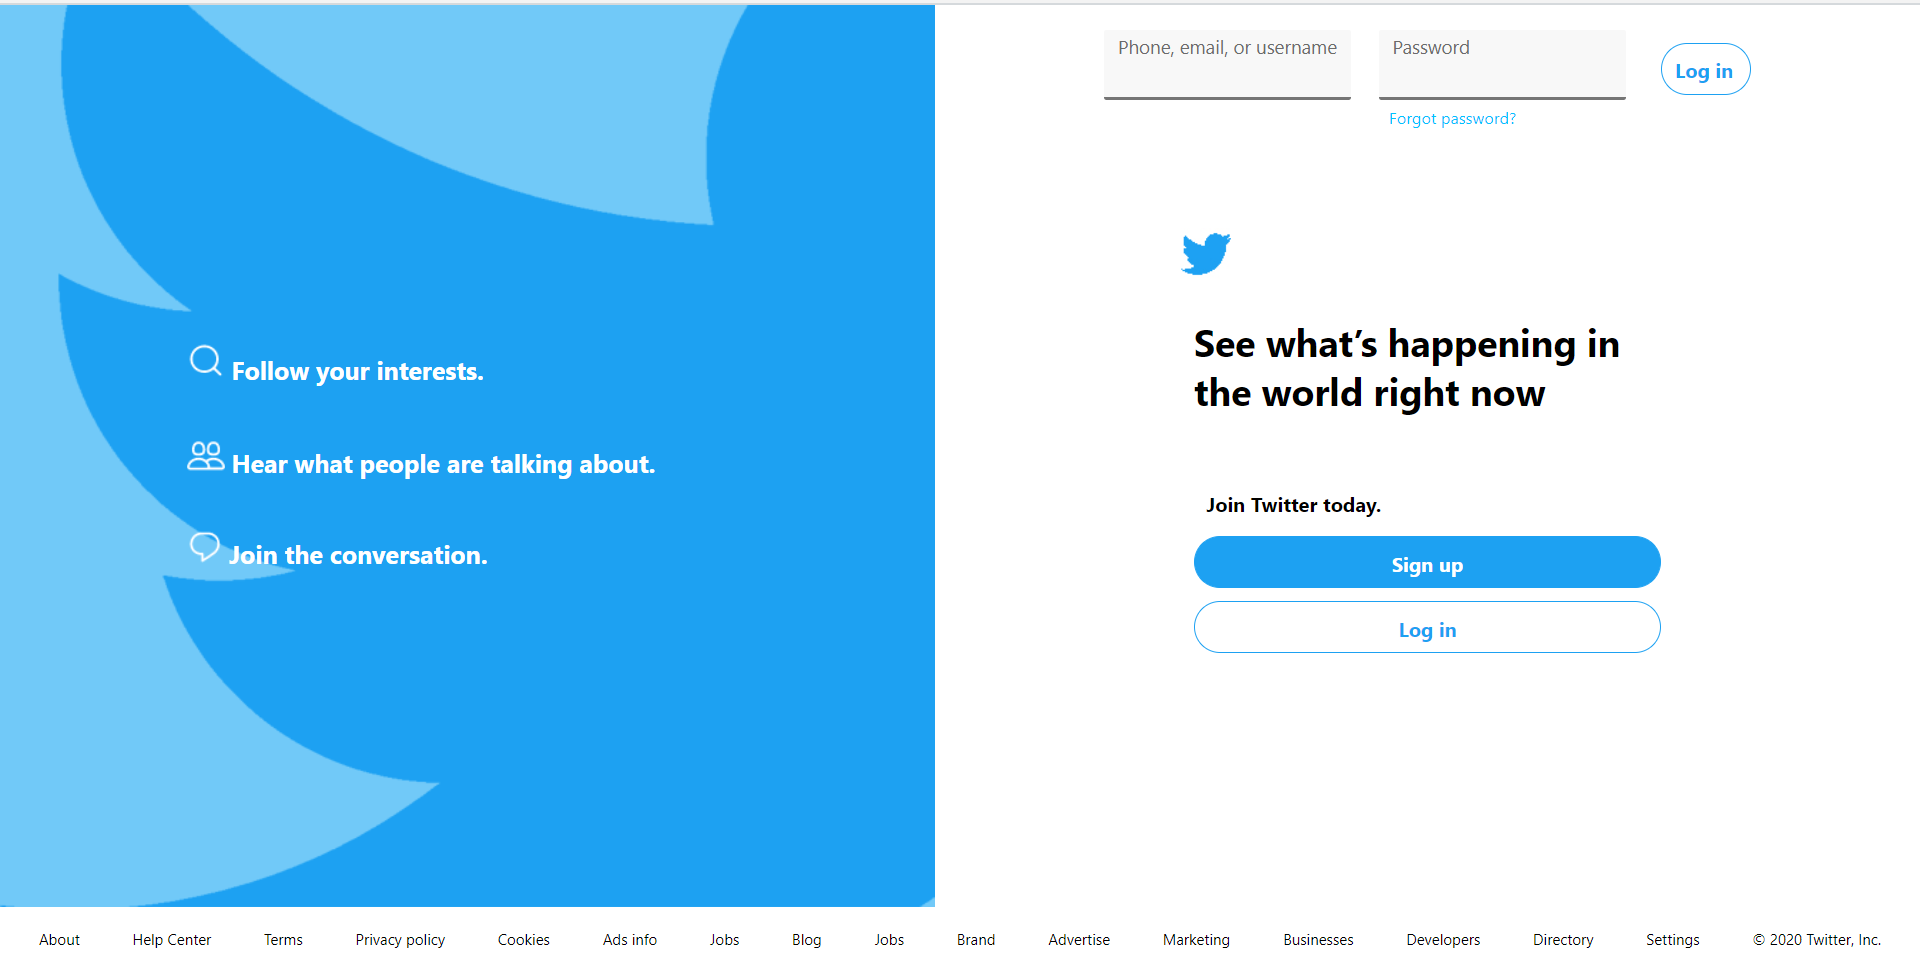 Phone, email, or username
Password
Log in
Forgot password?
Follow your interests.
Hear what people are talking about.
Join the conversation.
See what’s happening in
the world right now
Join Twitter today.
Sign up
Log in
About Help Center Terms Privacy policy Cookies Ads info Jobs Blog Jobs Brand Advertise Marketing Businesses Developers Directory Settings © 2020 Twitter, Inc.